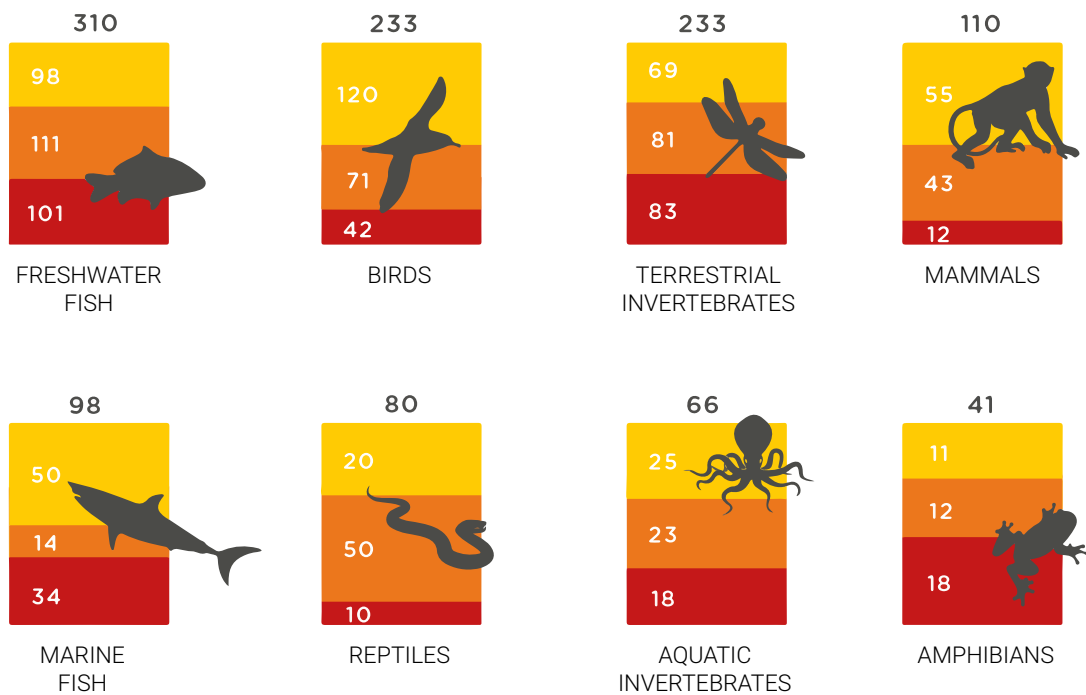 310
98
111
101
FRESHWATER
FISH
233
120
71
42
BIRDS
233
69
81
83
TERRESTRIAL
INVERTEBRATES
110
55
43
12
MAMMALS
98
50
14
34
MARINE
FISH
80
20
50
10
REPTILES
66
25
23
18
AQUATIC
INVERTEBRATES
41
11
12
18
AMPHIBIANS